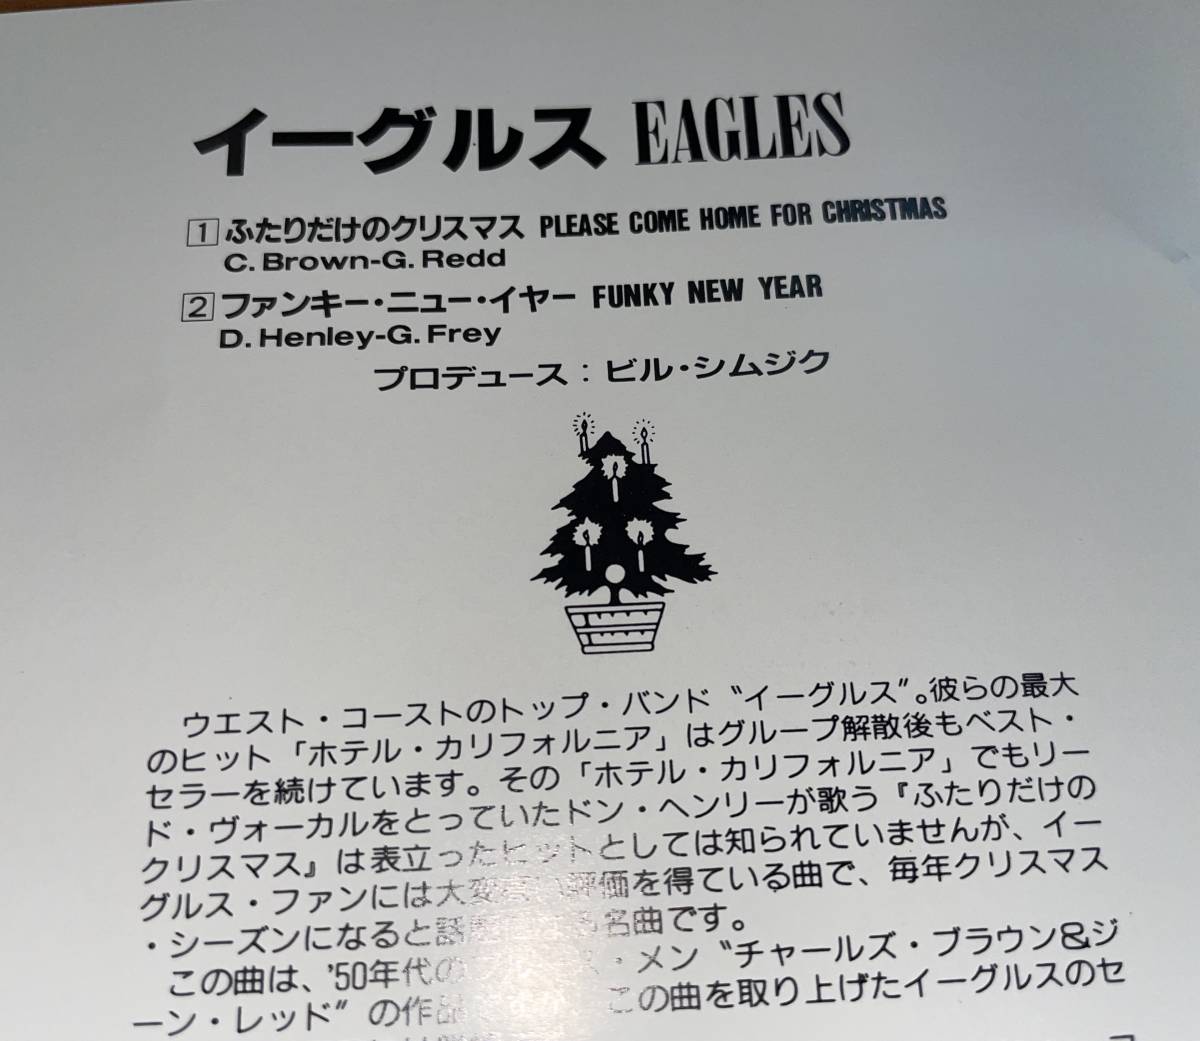 イーグルス EAGLES
1 ふたりだけのクリスマス PLEASE COME HOME FOR CHRISTMAS
C. Brown-G. Redd
2 ファンキー・ニュー・イヤー FUNKY NEW YEAR
D. Henley-G. Frey
プロデュース：ビル・シムジク
ウエスト・コーストのトップ・バンド〝イーグルス〟。彼らの最大
のヒット「ホテル・カリフォルニア」はグループ解散後もベスト・
セラーを続けています。その「ホテル・カリフォルニア」でもリー
ド・ヴォーカルをとっていたドン・ヘンリーが歌う『ふたりだけの
クリスマス』は表立ったヒットとしては知られていませんが、イー
グルス・ファンには大変高い評価を得ている曲で、毎年クリスマス
・シーズンになると話題 名曲です。
この曲は、'50年代の ・メン〝チャールズ・ブラウン&ジ
ーン・レッド〟の作品 この曲を取り上げたイーグルスのセ